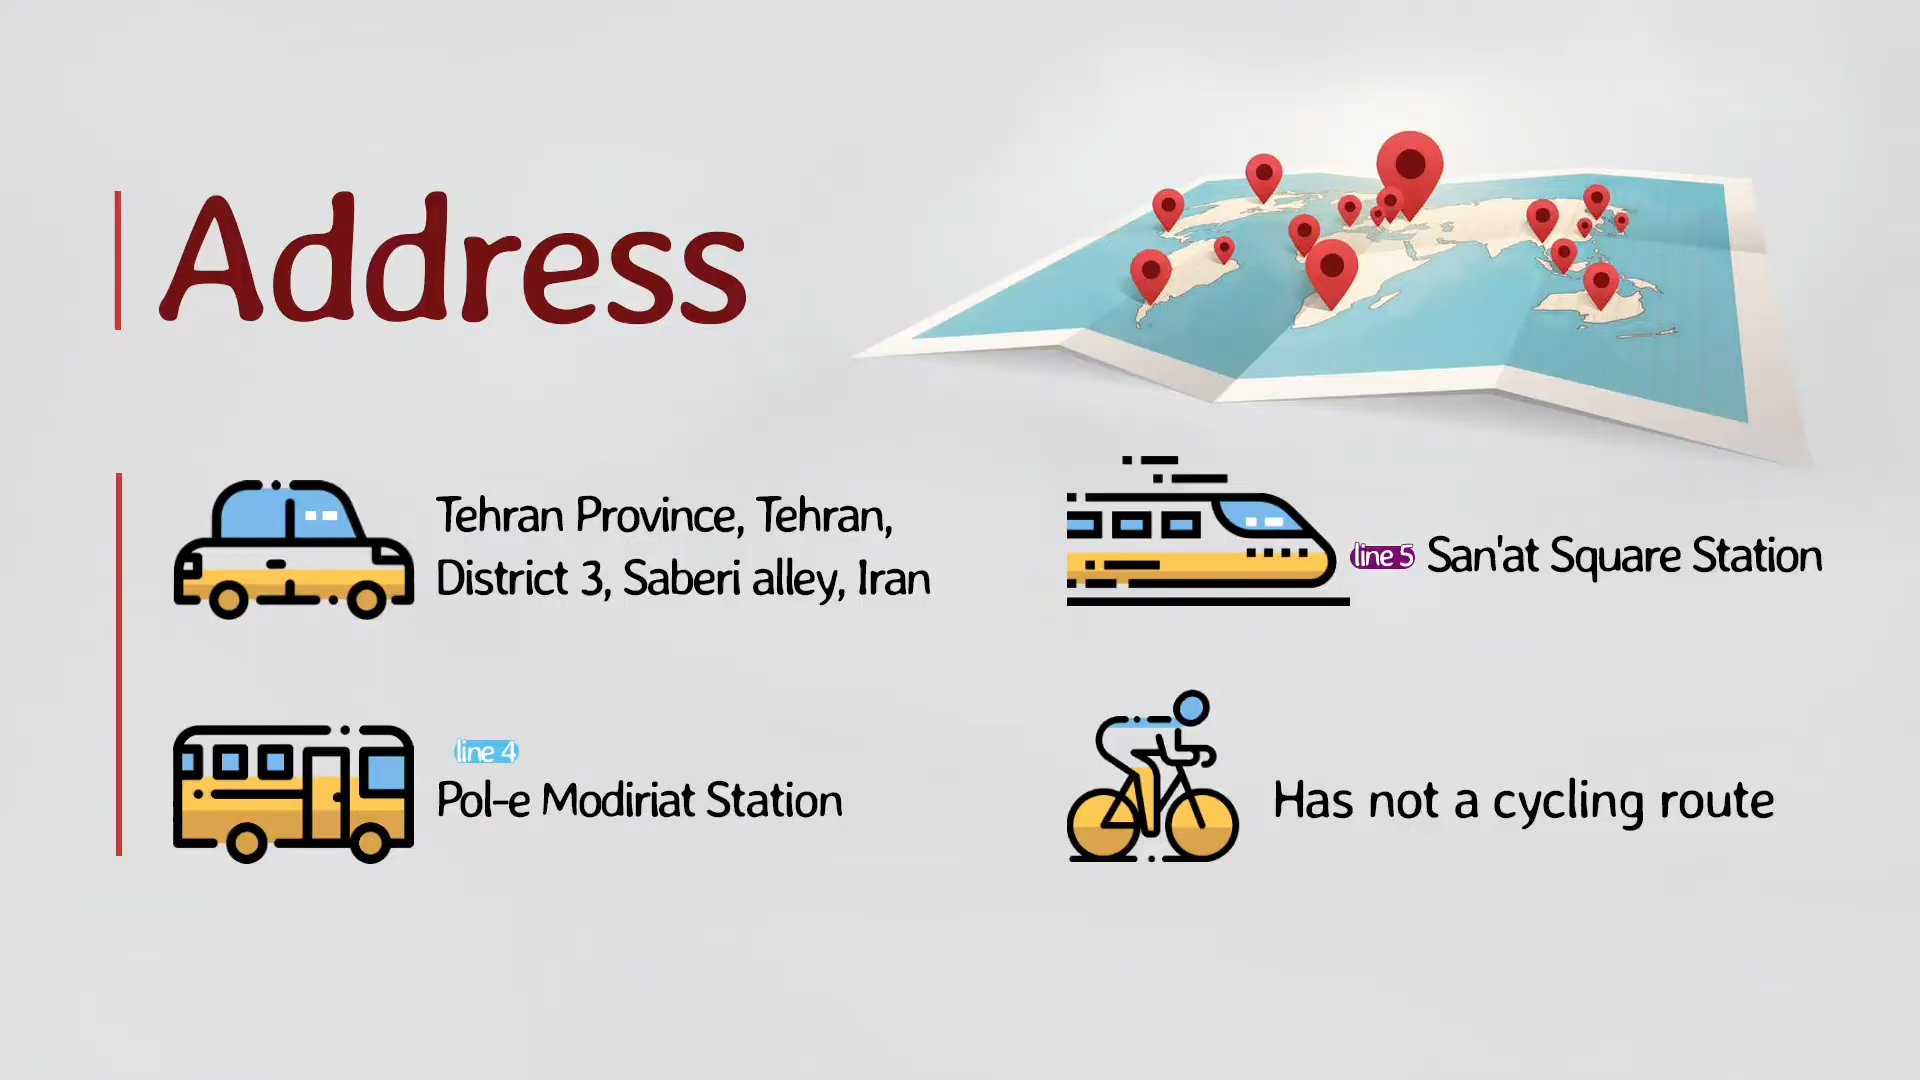 Address
Tehran Province, Tehran,
District 3, Saberi alley, Iran
line 5 San'at Square Station
line 4
Pol-e Modiriat Station
Has not a cycling route